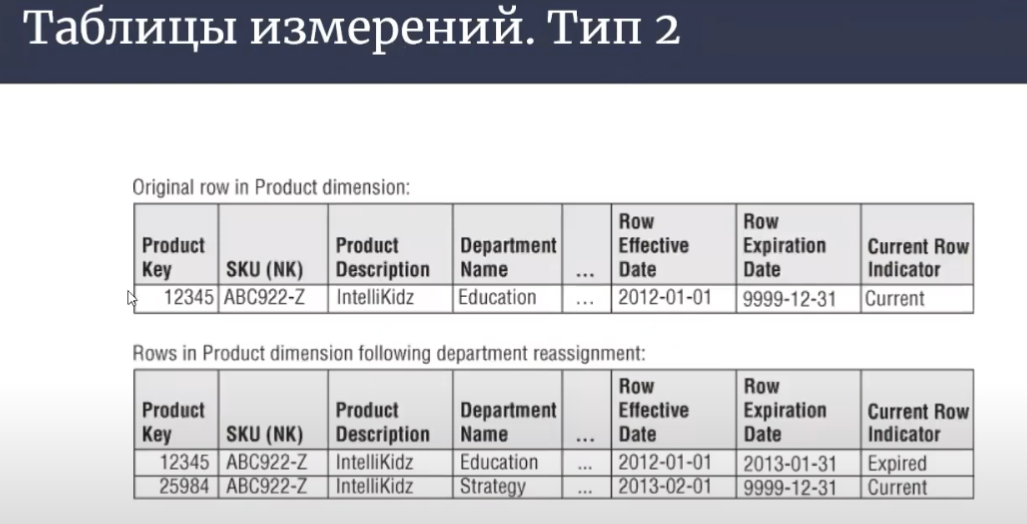 Таблицы измерений. Тип 2
Original row in Product dimension:
Product Key SKU (NK) Product Description Department Name ... Row Effective Date Row Expiration Date Current Row Indicator
12345 ABC922-Z IntelliKidz Education ... 2012-01-01 9999-12-31 Current
Rows in Product dimension following department reassignment:
Product Key SKU (NK) Product Description Department Name ... Row Effective Date Row Expiration Date Current Row Indicator
12345 ABC922-Z IntelliKidz Education ... 2012-01-01 2013-01-31 Expired
25984 ABC922-Z IntelliKidz Strategy ... 2013-02-01 9999-12-31 Current